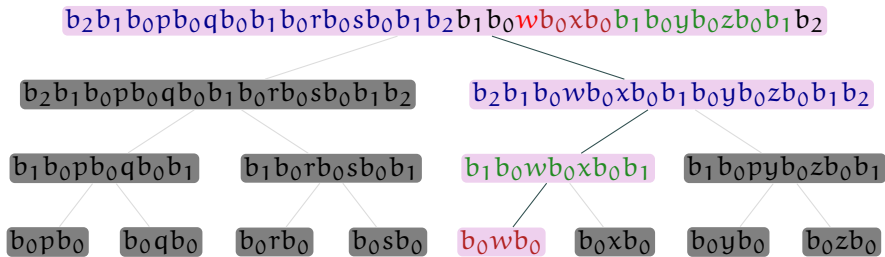 b₂b₁b₀pb₀qb₀b₁b₀rb₀sb₀b₁b₂b₁b₀wb₀xb₀b₁b₀yb₀zb₀b₁b₂
b₂b₁b₀pb₀qb₀b₁b₀rb₀sb₀b₁b₂ b₂b₁b₀wb₀xb₀b₁b₀yb₀zb₀b₁b₂
b₁b₀pb₀qb₀b₁ b₁b₀rb₀sb₀b₁ b₁b₀wb₀xb₀b₁ b₁b₀pyb₀zb₀b₁
b₀pb₀ b₀qb₀ b₀rb₀ b₀sb₀ b₀wb₀ b₀xb₀ b₀yb₀ b₀zb₀